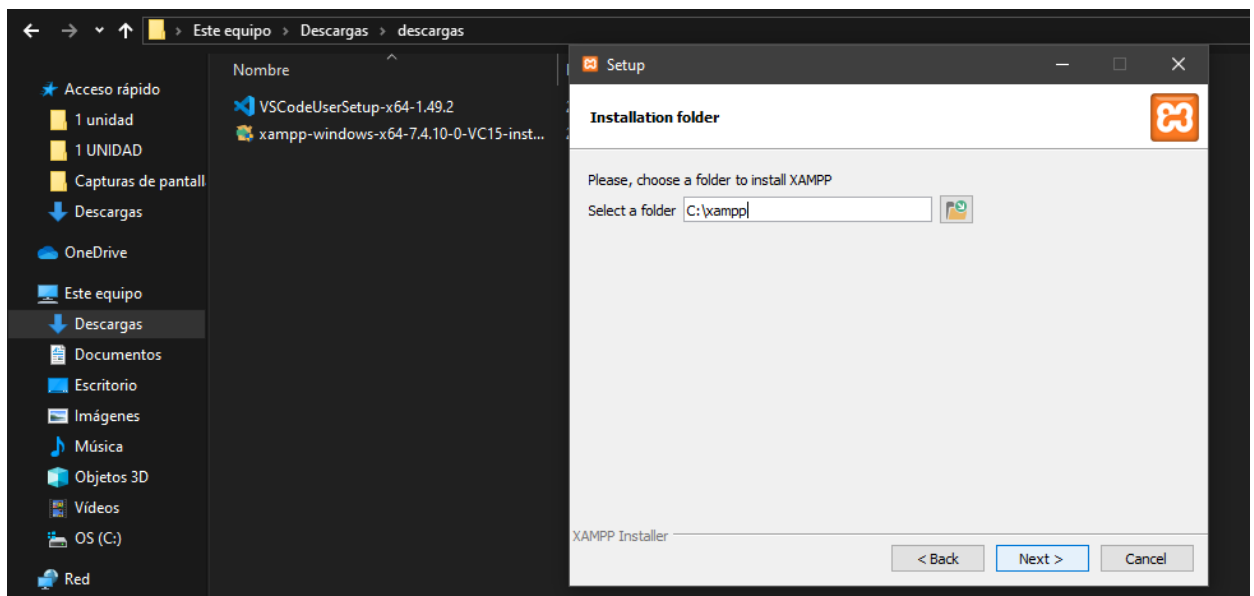 Este equipo > Descargas > descargas
Nombre
Acceso rápido
1 unidad
1 UNIDAD
Capturas de pantall
Descargas
OneDrive
Este equipo
Descargas
Documentos
Escritorio
Imágenes
Música
Objetos 3D
Vídeos
OS (C:)
Red
VSCodeUserSetup-x64-1.49.2
xampp-windows-x64-7.4.10-0-VC15-inst...
Setup
Installation folder
Please, choose a folder to install XAMPP
Select a folder C:\xampp
XAMPP Installer
< Back Next > Cancel